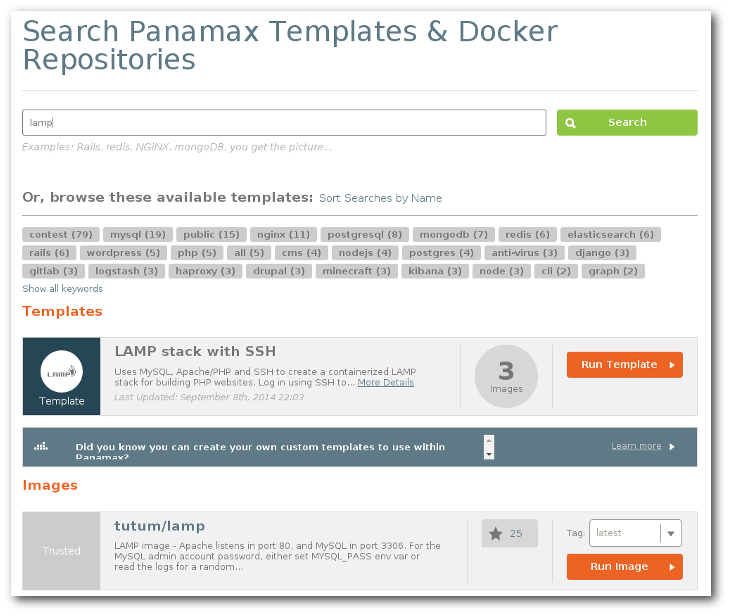 Search Panamax Templates & Docker
Repositories
lamp
Search
Examples: Rails, redis, NGINX, mongoDB, you get the picture...
Or, browse these available templates: Sort Searches by Name
contest (79) mysql (19) public (15) nginx (11) postgresql (8) mongodb (7) redis (6) elasticsearch (6)
rails (6) wordpress (5) php (5) all (5) cms (4) nodejs (4) postgres (4) anti-virus (3) django (3)
gitlab (3) logstash (3) haproxy (3) drupal (3) minecraft (3) kibana (3) node (3) cli (2) graph (2)
Show all keywords
Templates
LAMP
Template
LAMP stack with SSH
Uses MySQL, Apache/PHP and SSH to create a containerized LAMP
stack for building PHP websites. Log in using SSH to... More Details
Last Updated: September 8th, 2014 22:03
3
Images
Run Template
Did you know you can create your own custom templates to use within
Panamax?
Learn more
Images
Trusted
tutum/lamp
LAMP image - Apache listens in port 80, and MySQL in port 3306. For the
MySQL admin account password, either set MYSQL_PASS env var or
read the logs for a random...
25
Tag: latest
Run Image